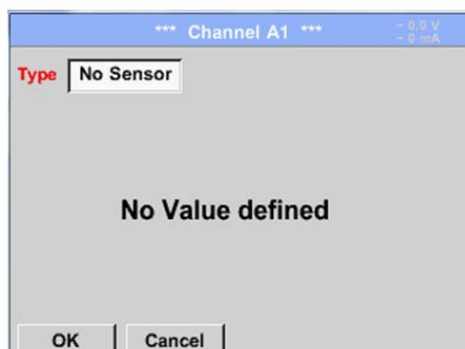 *** Channel A1 ***
~ 0.0 V
~ 0 mA
Type No Sensor
No Value defined
OK Cancel